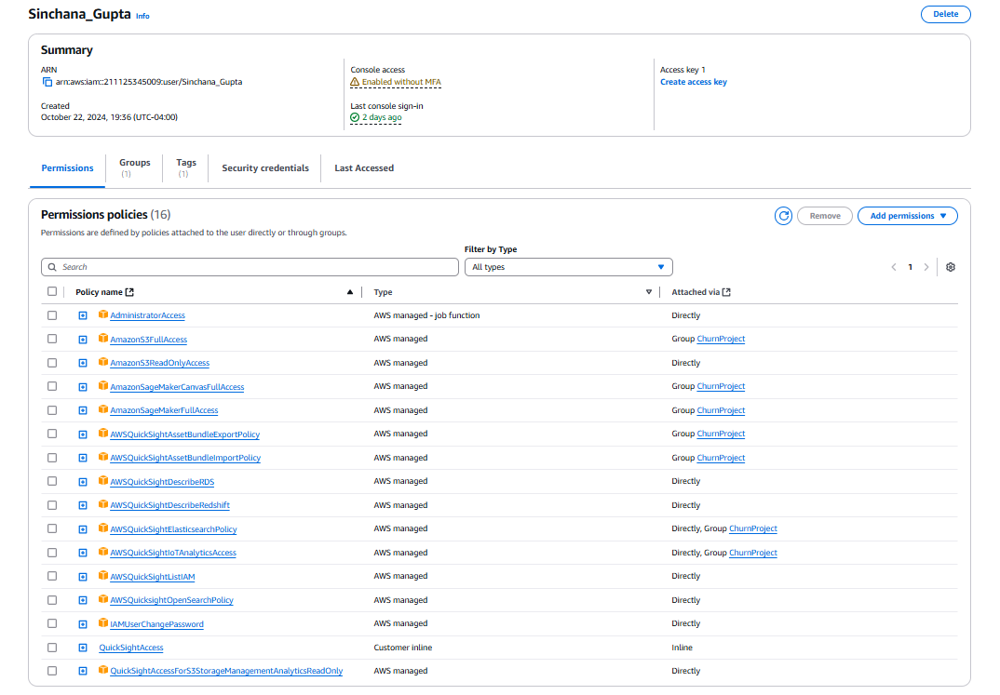 Sinchana_Gupta Info
Delete
Summary
ARN
arn:aws:iam::211125345009:user/Sinchana_Gupta
Created
October 22, 2024, 19:36 (UTC-04:00)
Console access
Enabled without MFA
Last console sign-in
2 days ago
Access key 1
Create access key
Permissions
Groups
(1)
Tags
(1)
Security credentials
Last Accessed
Permissions policies (16)
Permissions are defined by policies attached to the user directly or through groups.
Remove
Add permissions
Filter by Type
Search
All types
1
Policy name Type Attached via
AdministratorAccess AWS managed - job function Directly
AmazonS3FullAccess AWS managed Group ChurnProject
AmazonS3ReadOnlyAccess AWS managed Directly
AmazonSageMakerCanvasFullAccess AWS managed Group ChurnProject
AmazonSageMakerFullAccess AWS managed Group ChurnProject
AWSQuickSightAssetBundleExportPolicy AWS managed Group ChurnProject
AWSQuickSightAssetBundleImportPolicy AWS managed Group ChurnProject
AWSQuickSightDescribeRDS AWS managed Directly
AWSQuickSightDescribeRedshift AWS managed Directly
AWSQuickSightElasticsearchPolicy AWS managed Directly, Group ChurnProject
AWSQuickSightIoTAnalyticsAccess AWS managed Directly, Group ChurnProject
AWSQuickSightListIAM AWS managed Directly
AWSQuicksightOpenSearchPolicy AWS managed Directly
IAMUserChangePassword AWS managed Directly
QuickSightAccess Customer inline Inline
QuickSightAccessForS3StorageManagementAnalyticsReadOnly AWS managed Directly